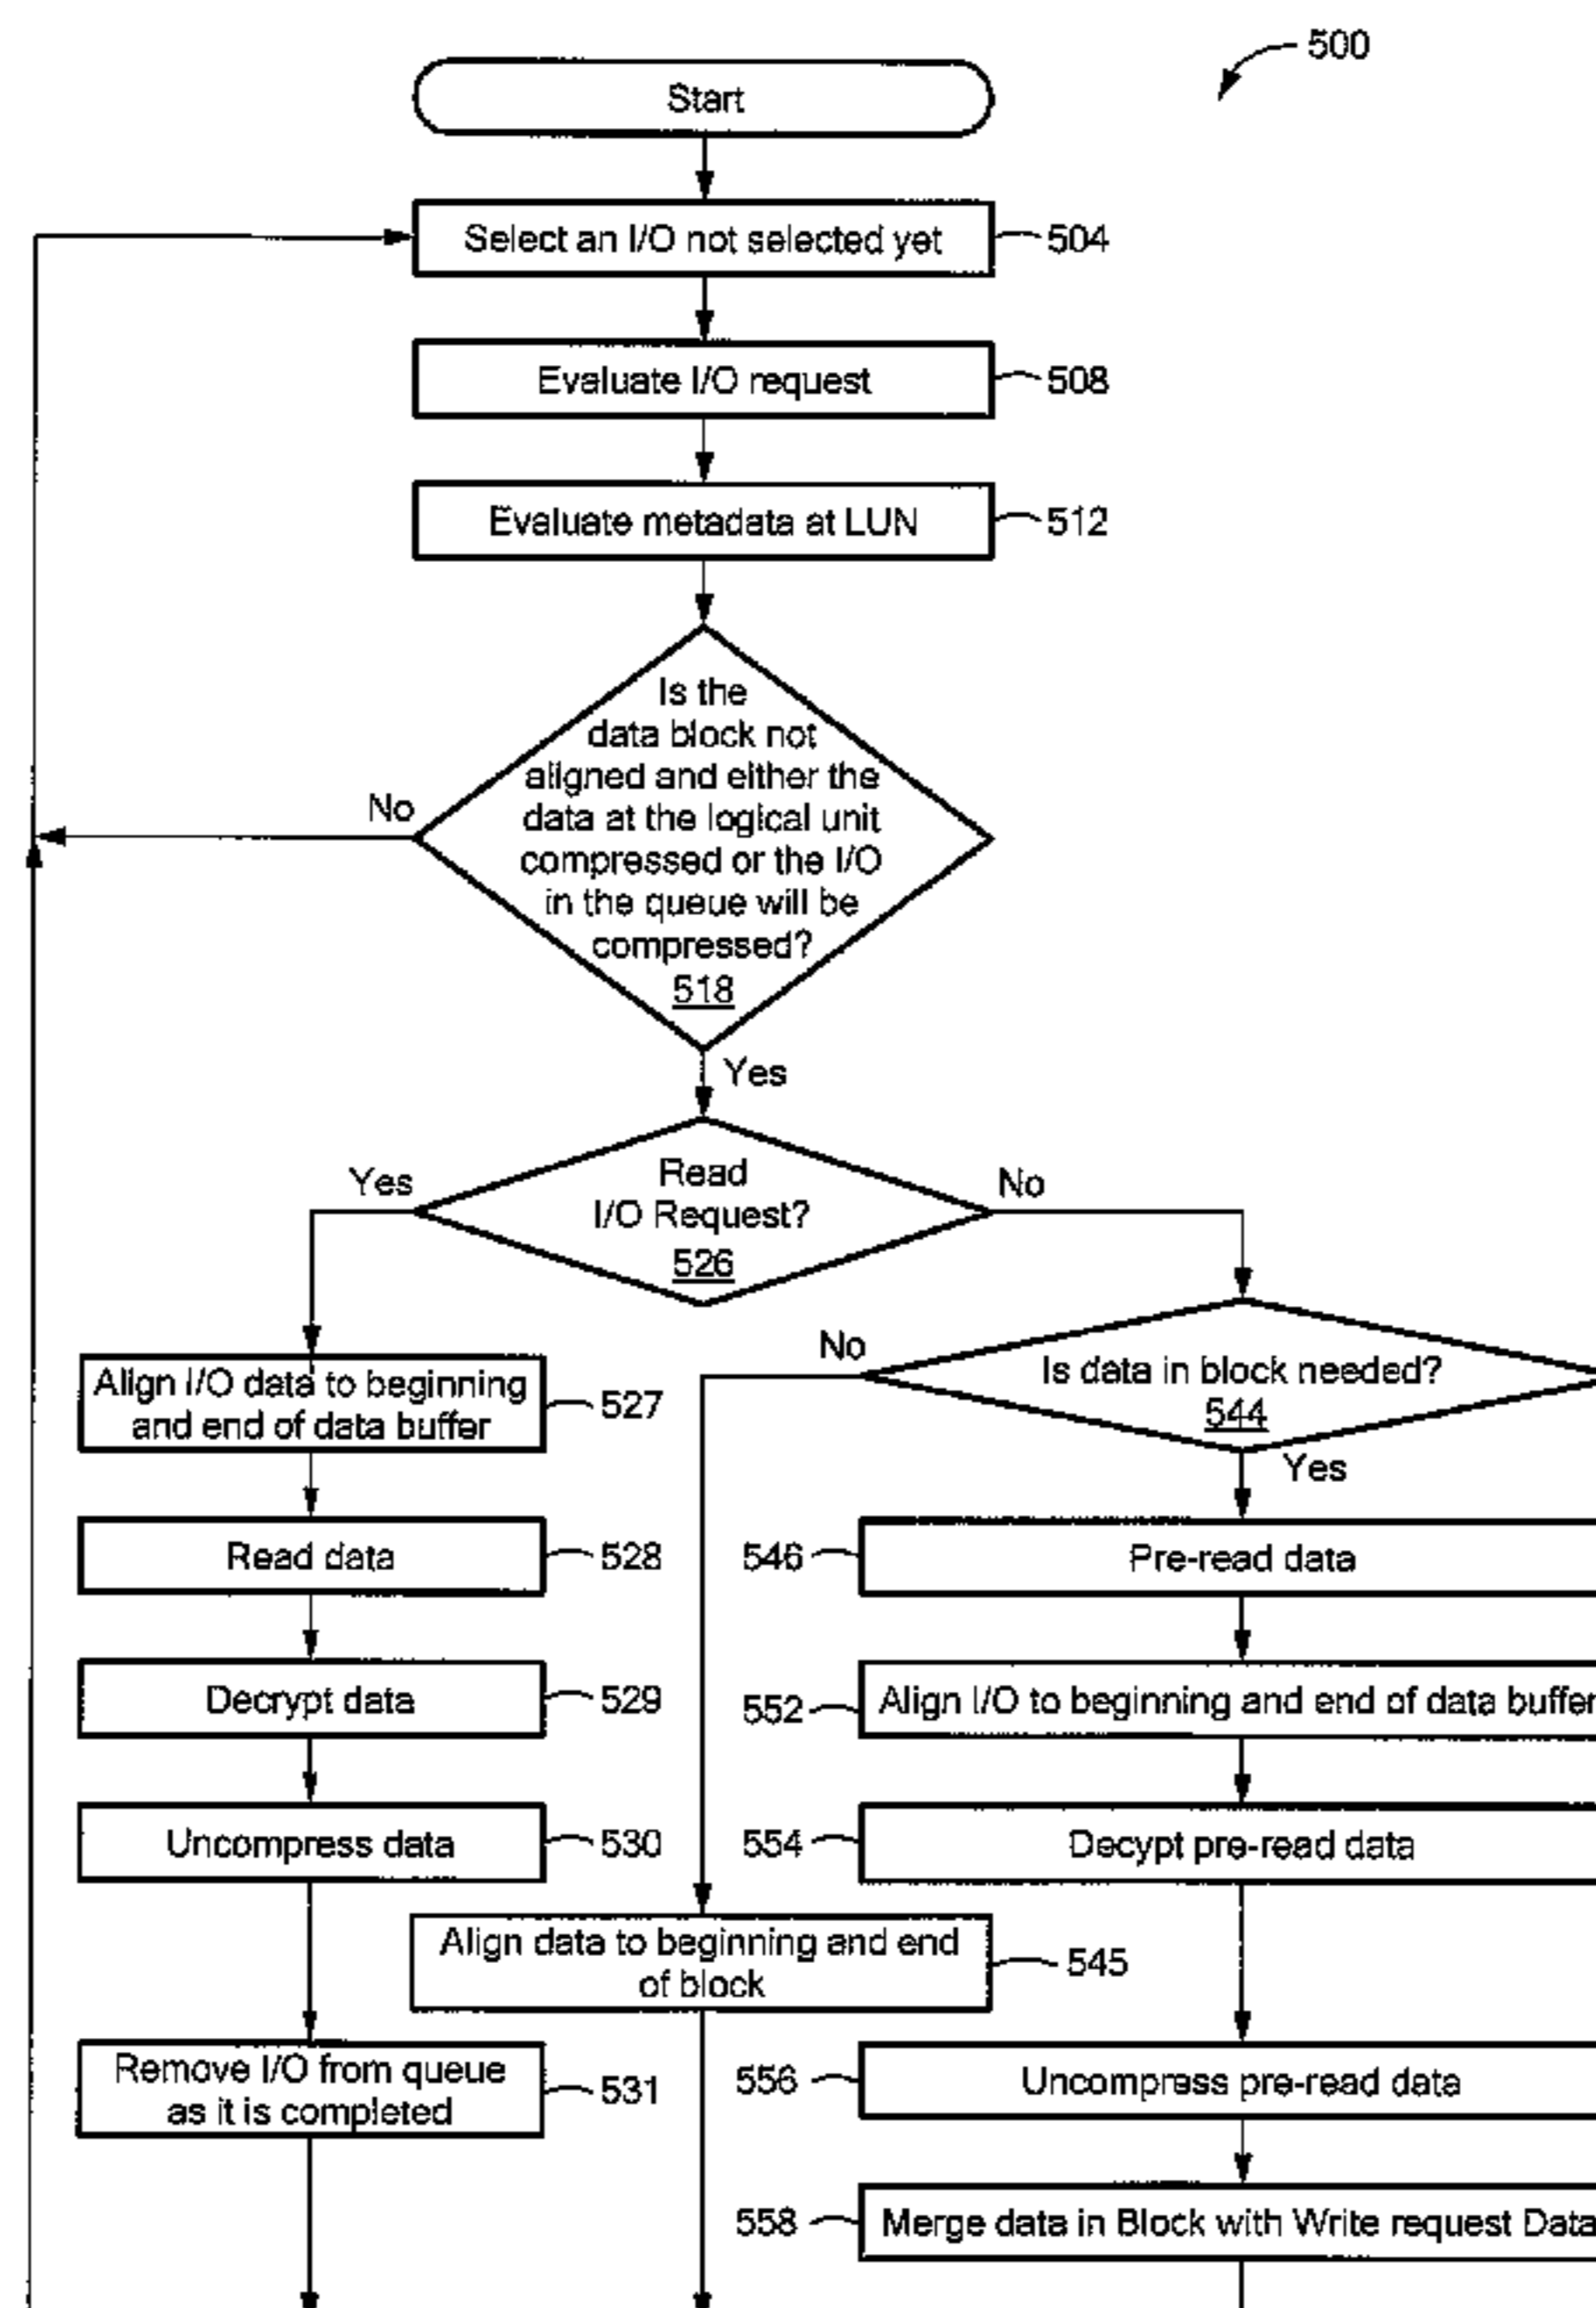 500
Start
Select an I/O not selected yet
504
Evaluate I/O request
508
Evaluate metadata at LUN
512
Is the
data block not
aligned and either the
data at the logical unit
compressed or the I/O
in the queue will be
compressed?
518
No
Yes
Read
I/O Request?
526
Yes
No
Is data in block needed?
544
No
Yes
Align I/O data to beginning
and end of data buffer
527
Read data
528
546
Pre-read data
Decrypt data
529
552
Align I/O to beginning and end of data buffer
Uncompress data
530
554
Decypt pre-read data
Align data to beginning and end
of block
545
Remove I/O from queue
as it is completed
531
556
Uncompress pre-read data
558
Merge data in Block with Write request Data